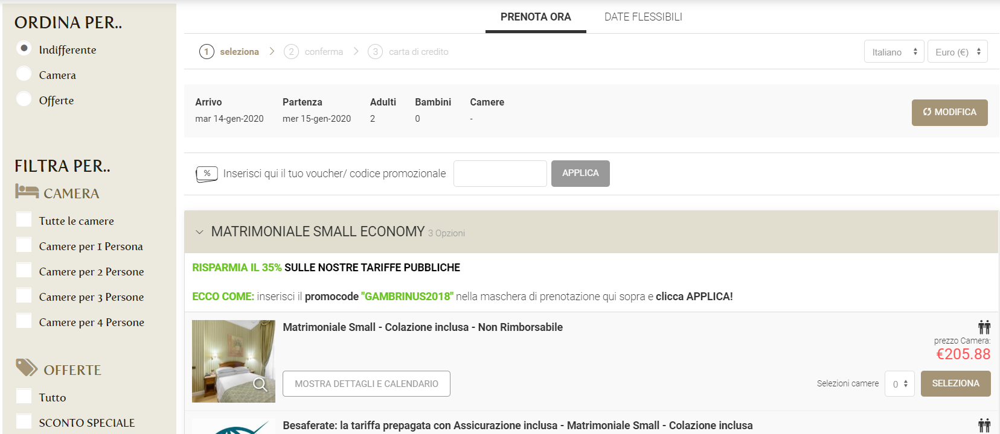 ORDINA PER..
Indifferente
Camera
Offerte
FILTRA PER..
CAMERA
Tutte le camere
Camere per 1 Persona
Camere per 2 Persone
Camere per 3 Persone
Camere per 4 Persone
OFFERTE
Tutto
SCONTO SPECIALE
PRENOTA ORA DATE FLESSIBILI
1 seleziona 2 conferma 3 carta di credito Italiano Euro (€)
Arrivo Partenza Adulti Bambini Camere
mar 14-gen-2020 mer 15-gen-2020 2 0 -
MODIFICA
% Inserisci qui il tuo voucher/ codice promozionale APPLICA
MATRIMONIALE SMALL ECONOMY 3 Opzioni
RISPARMIA IL 35% SULLE NOSTRE TARIFFE PUBBLICHE
ECCO COME: inserisci il promocode "GAMBRINUS2018" nella maschera di prenotazione qui sopra e clicca APPLICA!
Matrimoniale Small - Colazione inclusa - Non Rimborsabile
prezzo Camera:
€205.88
MOSTRA DETTAGLI E CALENDARIO Selezioni camere 0 SELEZIONA
Besaferate: la tariffa prepagata con Assicurazione inclusa - Matrimoniale Small - Colazione inclusa